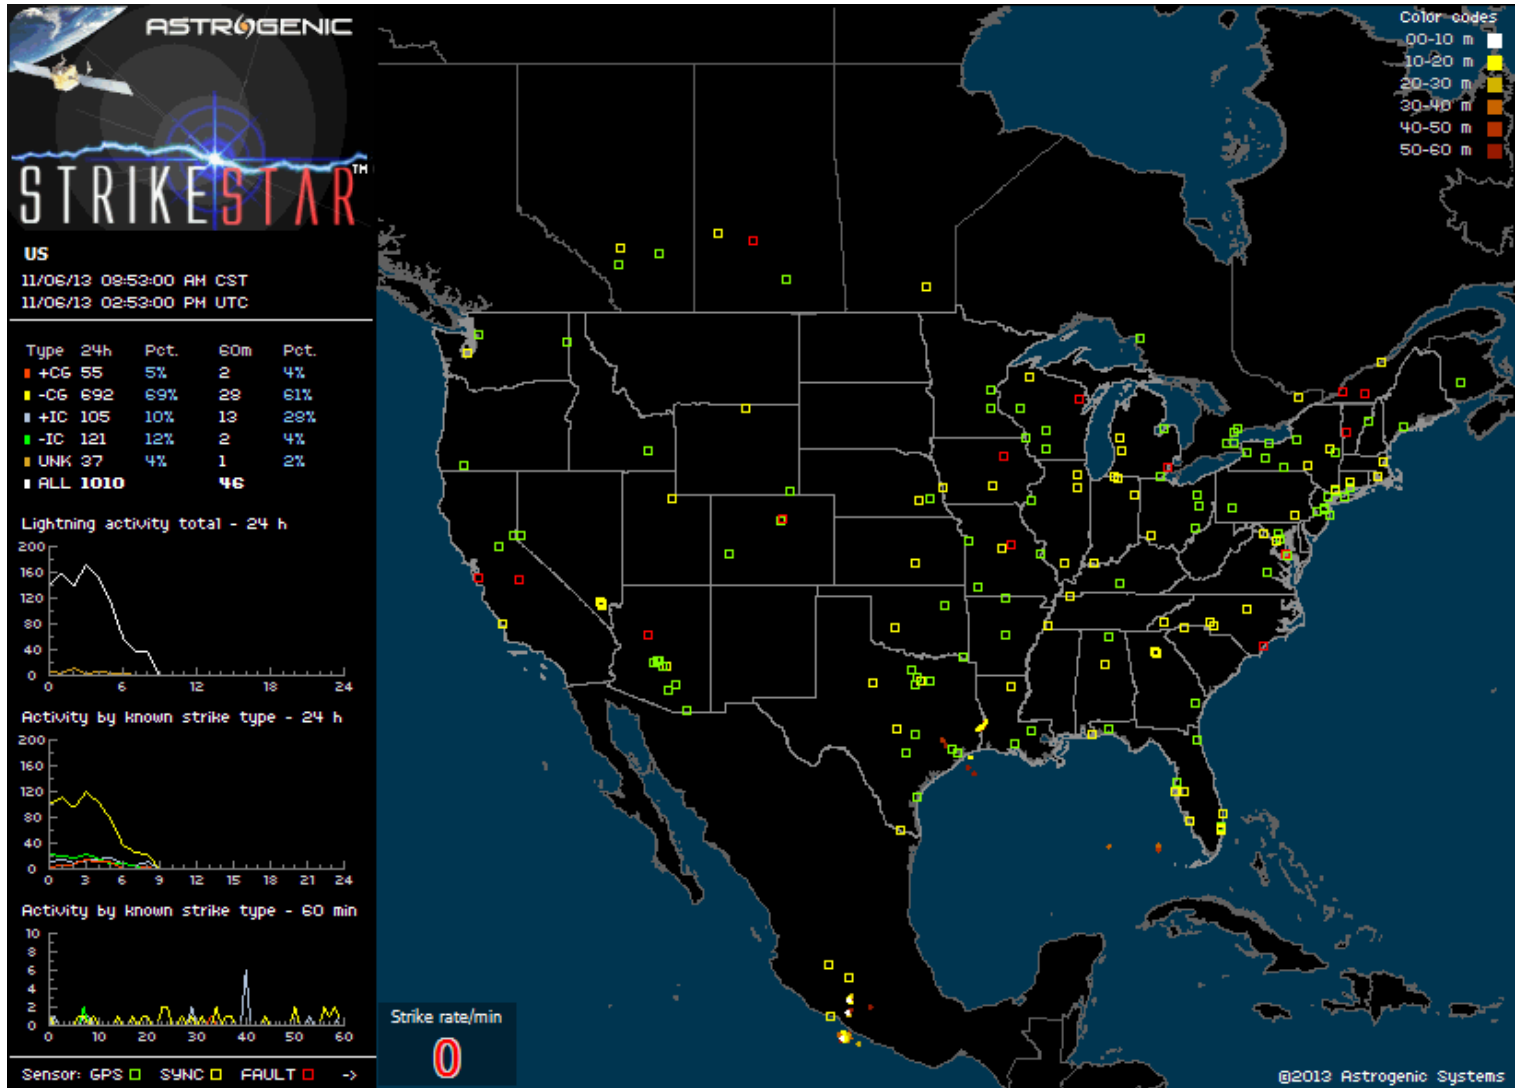 ASTROGENIC
STRIKESTAR™
US
11/06/13 08:53:00 AM CST
11/06/13 02:53:00 PM UTC
Type 24h Pct. 60m Pct.
+CG 55 5% 2 4%
-CG 692 69% 28 61%
+IC 105 10% 13 28%
-IC 121 12% 2 4%
UNK 37 4% 1 2%
ALL 1010 46
Lightning activity total - 24 h
200
160
120
80
40
0
0 6 12 18 24
Activity by known strike type - 24 h
200
160
120
80
40
0
0 3 6 9 12 15 18 21 24
Activity by known strike type - 60 min
10
8
6
4
2
0
0 10 20 30 40 50 60
Sensor: GPS SYNC FAULT ->
Strike rate/min
0
Color codes
00-10 m
10-20 m
20-30 m
30-40 m
40-50 m
50-60 m
©2013 Astrogenic Systems